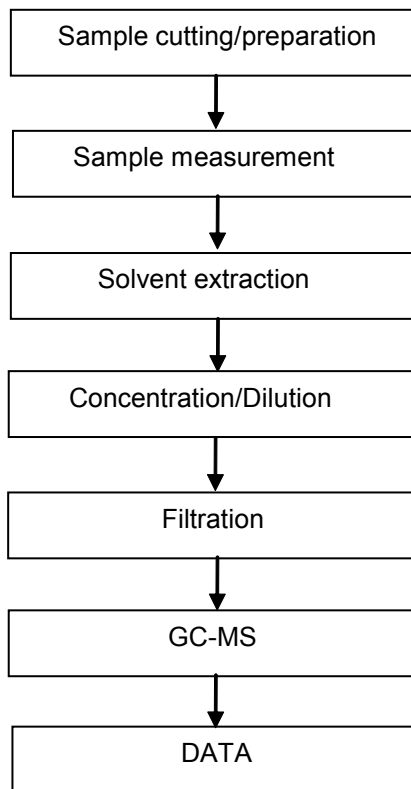 Sample cutting/preparation
Sample measurement
Solvent extraction
Concentration/Dilution
Filtration
GC-MS
DATA